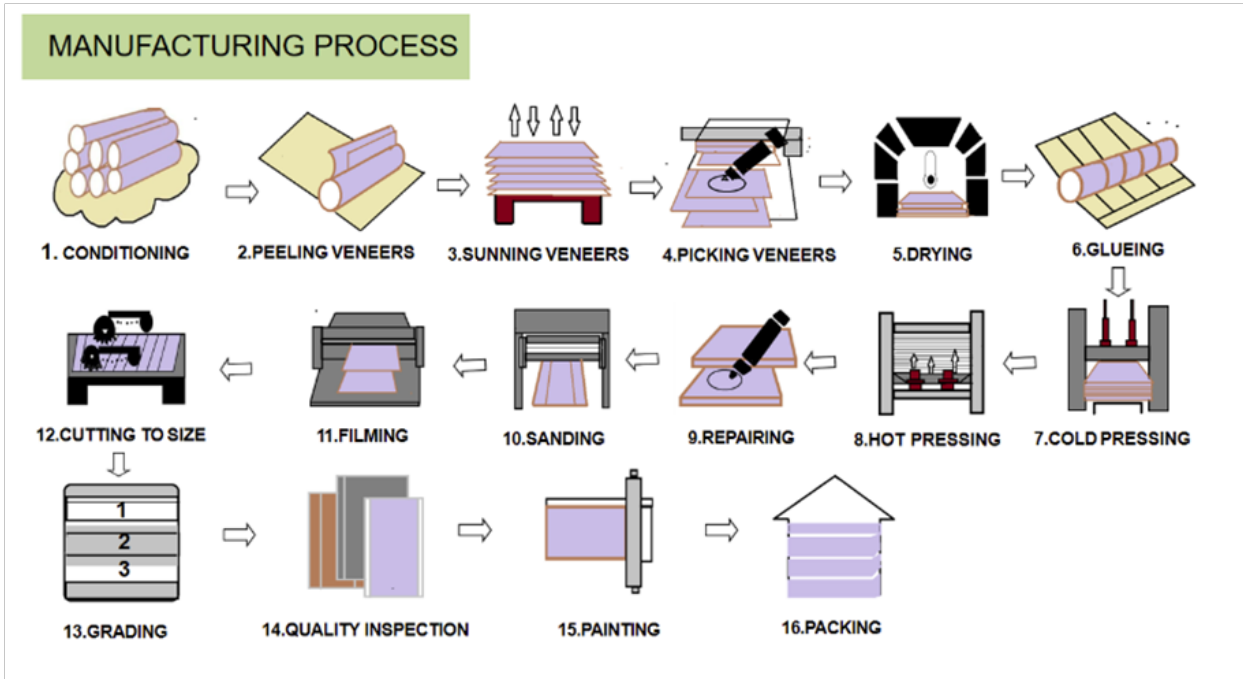 MANUFACTURING PROCESS
1. CONDITIONING
2.PEELING VENEERS
3.SUNNING VENEERS
4.PICKING VENEERS
5.DRYING
6.GLUEING
12.CUTTING TO SIZE
11.FILMING
10.SANDING
9.REPAIRING
8.HOT PRESSING
7.COLD PRESSING
1
2
3
13.GRADING
14.QUALITY INSPECTION
15.PAINTING
16.PACKING